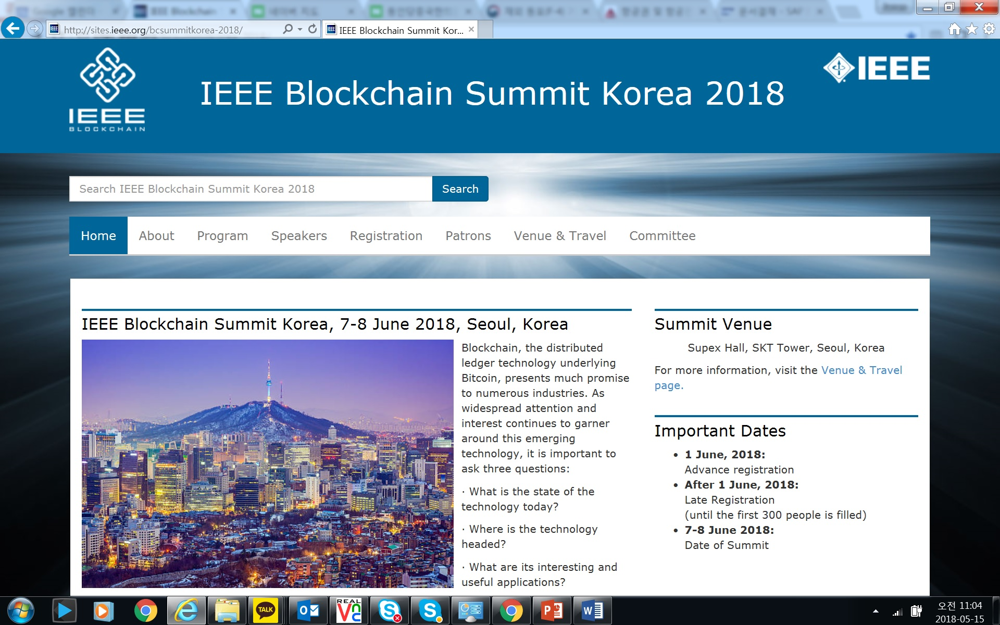 http://sites.ieee.org/bcsummitkorea-2018/
IEEE Blockchain Summit Kor...
IEEE
BLOCKCHAIN
IEEE Blockchain Summit Korea 2018
IEEE
Search IEEE Blockchain Summit Korea 2018
Search
Home About Program Speakers Registration Patrons Venue & Travel Committee
IEEE Blockchain Summit Korea, 7-8 June 2018, Seoul, Korea
Blockchain, the distributed
ledger technology underlying
Bitcoin, presents much promise
to numerous industries. As
widespread attention and
interest continues to garner
around this emerging
technology, it is important to
ask three questions:
· What is the state of the
technology today?
· Where is the technology
headed?
· What are its interesting and
useful applications?
Summit Venue
Supex Hall, SKT Tower, Seoul, Korea
For more information, visit the Venue & Travel
page.
Important Dates
• 1 June, 2018:
Advance registration
• After 1 June, 2018:
Late Registration
(until the first 300 people is filled)
• 7-8 June 2018:
Date of Summit
TALK
REAL
VNC
오전 11:04
2018-05-15